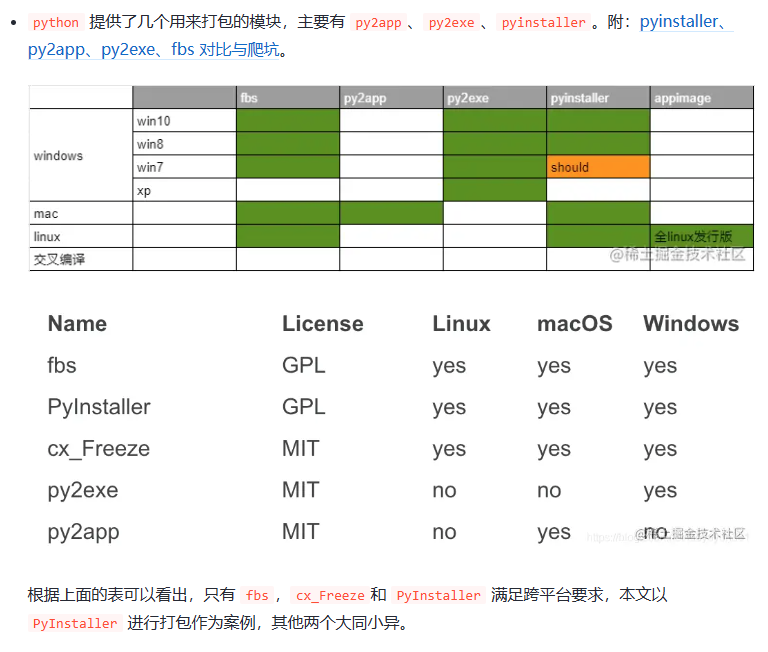 python 提供了几个用来打包的模块，主要有 py2app 、 py2exe 、 pyinstaller 。附：pyinstaller、
py2app、py2exe、fbs 对比与爬坑。
fbs py2app py2exe pyinstaller appimage
windows
win10
win8
win7 should
xp
mac
linux 全linux发行版
交叉编译
@稀土掘金技术社区
Name License Linux macOS Windows
fbs GPL yes yes yes
PyInstaller GPL yes yes yes
cx_Freeze MIT yes yes yes
py2exe MIT no no yes
py2app MIT no yes no
@稀土掘金技术社区
根据上面的表可以看出，只有 fbs ， cx_Freeze 和 PyInstaller 满足跨平台要求，本文以
PyInstaller 进行打包作为案例，其他两个大同小异。